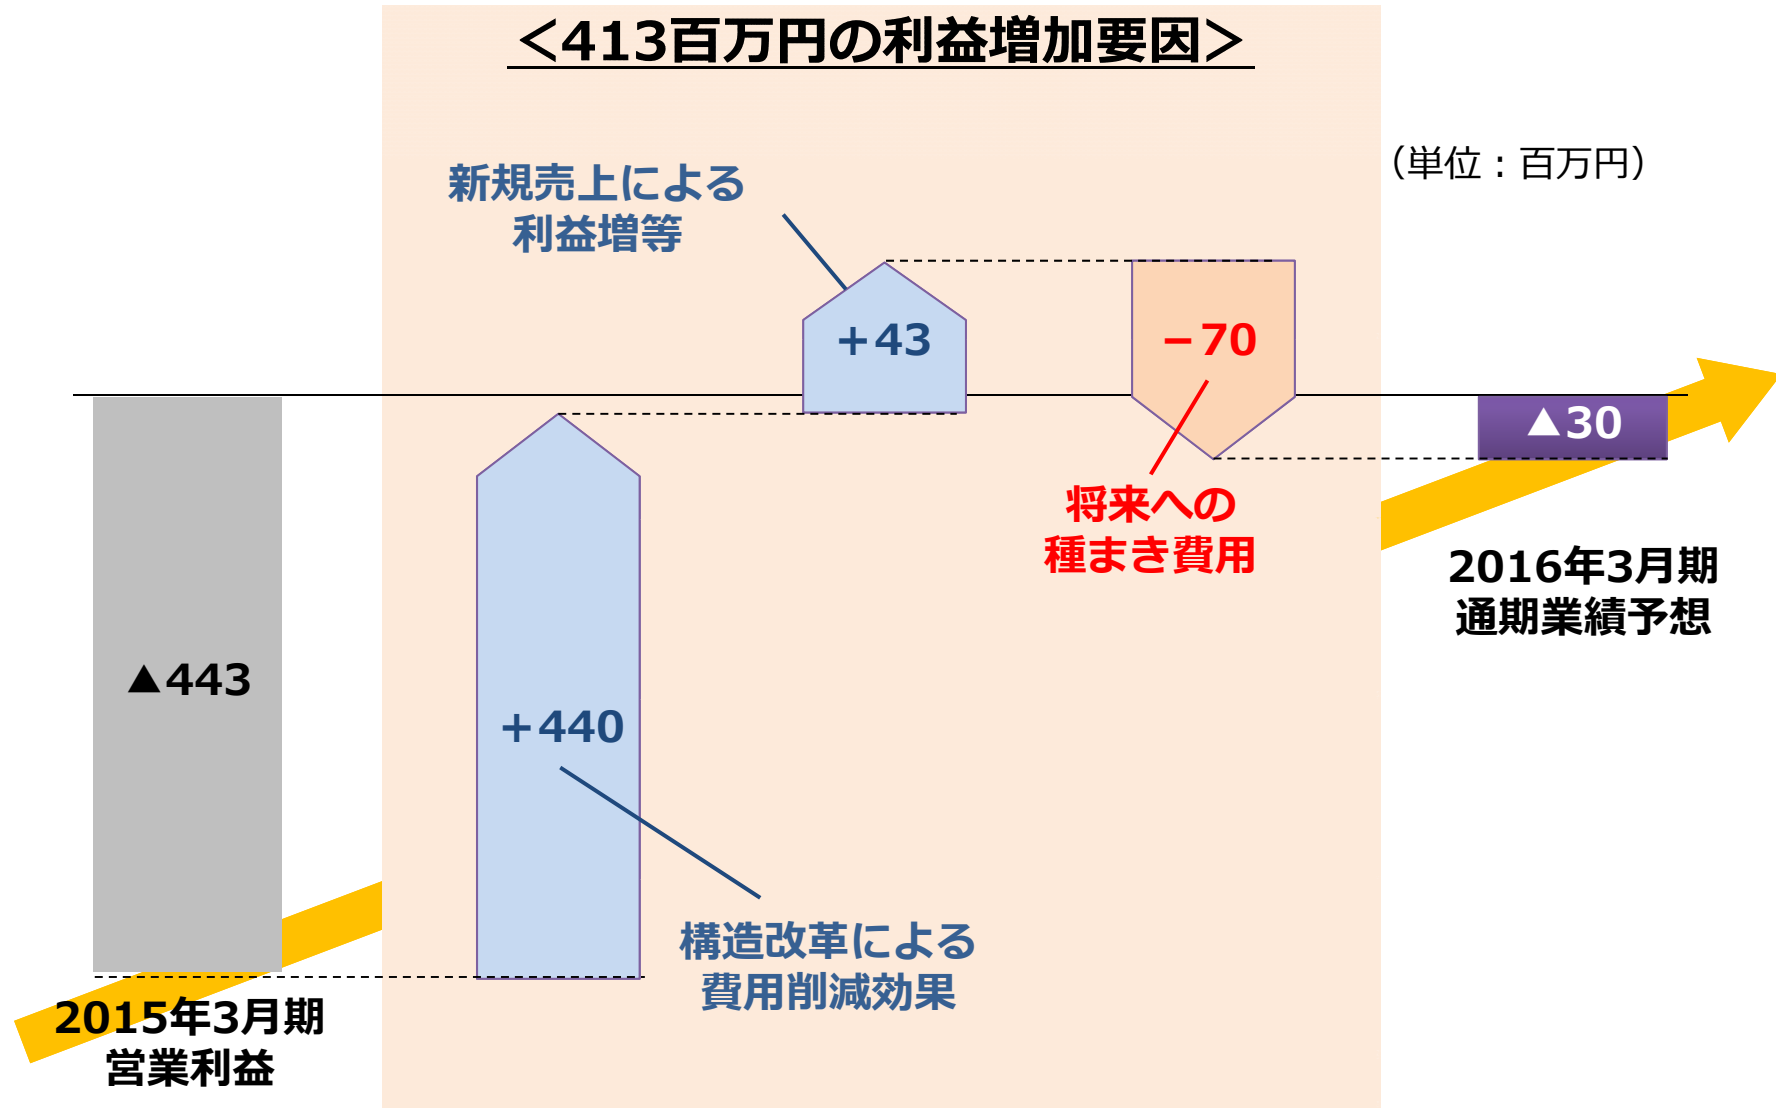 ＜413百万円の利益増加要因＞
（単位：百万円）
新規売上による
利益増等
＋43
－70
▲30
将来への
種まき費用
2016年3月期
通期業績予想
▲443
＋440
構造改革による
費用削減効果
2015年3月期
営業利益